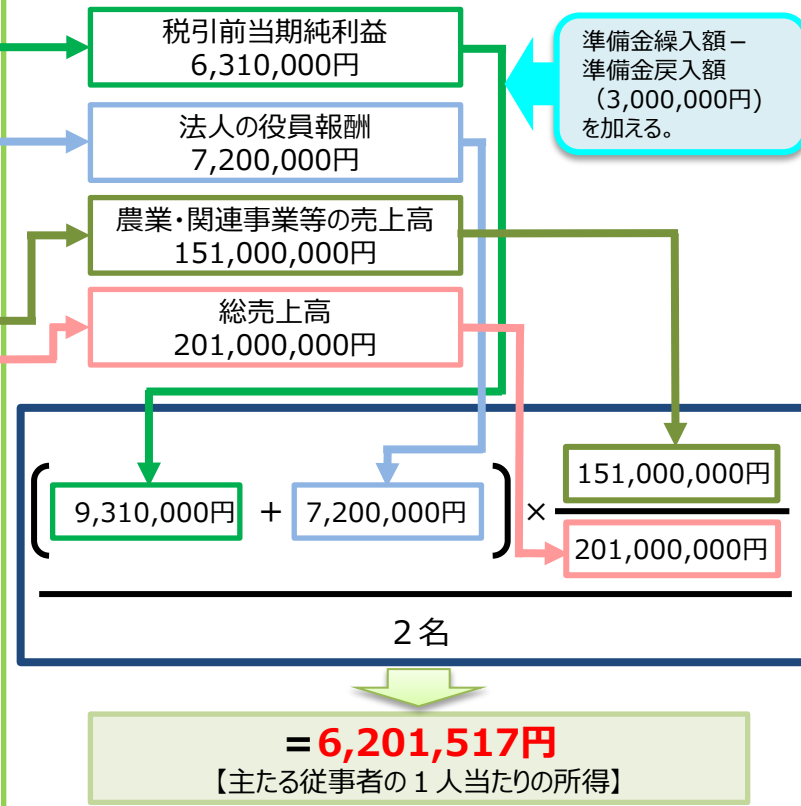 税引前当期純利益
6,310,000円
準備金繰入額－
準備金戻入額
（3,000,000円)
を加える。
法人の役員報酬
7,200,000円
農業・関連事業等の売上高
151,000,000円
総売上高
201,000,000円
9,310,000円 + 7,200,000円 × 151,000,000円
201,000,000円
２名
＝6,201,517円
【主たる従事者の１人当たりの所得】